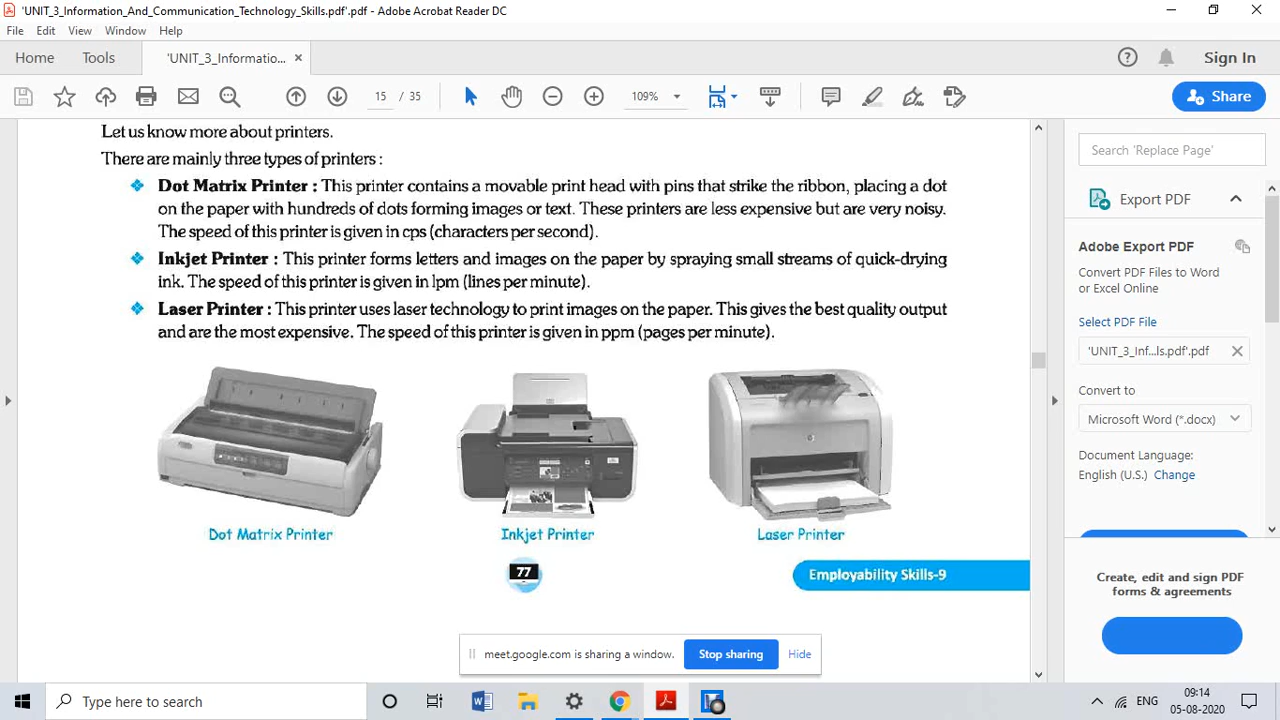 'UNIT_3_Information_And_Communication_Technology_Skills.pdf'.pdf - Adobe Acrobat Reader DC
File Edit View Window Help
Home Tools 'UNIT_3_Informatio... ×
15 / 35 109% Share
Sign In
Let us know more about printers.
There are mainly three types of printers :
Dot Matrix Printer : This printer contains a movable print head with pins that strike the ribbon, placing a dot
on the paper with hundreds of dots forming images or text. These printers are less expensive but are very noisy.
The speed of this printer is given in cps (characters per second).
Inkjet Printer : This printer forms letters and images on the paper by spraying small streams of quick-drying
ink. The speed of this printer is given in lpm (lines per minute).
Laser Printer : This printer uses laser technology to print images on the paper. This gives the best quality output
and are the most expensive. The speed of this printer is given in ppm (pages per minute).
Dot Matrix Printer Inkjet Printer Laser Printer
77 Employability Skills-9
Search 'Replace Page'
Export PDF
Adobe Export PDF
Convert PDF Files to Word
or Excel Online
Select PDF File
'UNIT_3_Inf...ls.pdf'.pdf
Convert to
Microsoft Word (*.docx)
Document Language:
English (U.S.) Change
Create, edit and sign PDF
forms & agreements
meet.google.com is sharing a window. Stop sharing Hide
Type here to search
ENG
09:14
05-08-2020